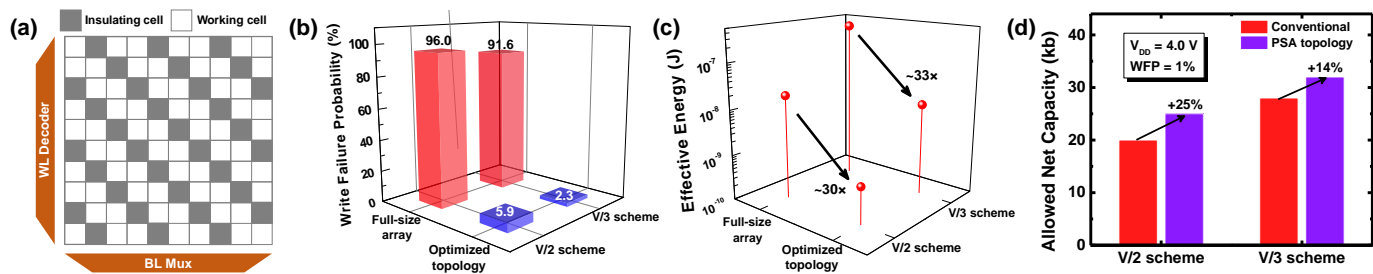 (a)
Insulating cell
Working cell
WL Decoder
BL Mux
(b)
Write Failure Probability (%)
100
80
60
40
20
0
96.0
91.6
5.9
2.3
Full-size
array
Optimized
topology
V/2 scheme
V/3 scheme
(c)
Effective Energy (J)
10-7
10-8
10-9
10-10
~33×
~30×
Full-size
array
Optimized
topology
V/2 scheme
V/3 scheme
(d)
Allowed Net Capacity (kb)
40
30
20
10
0
Conventional
PSA topology
VDD = 4.0 V
WFP = 1%
+25%
+14%
V/2 scheme
V/3 scheme